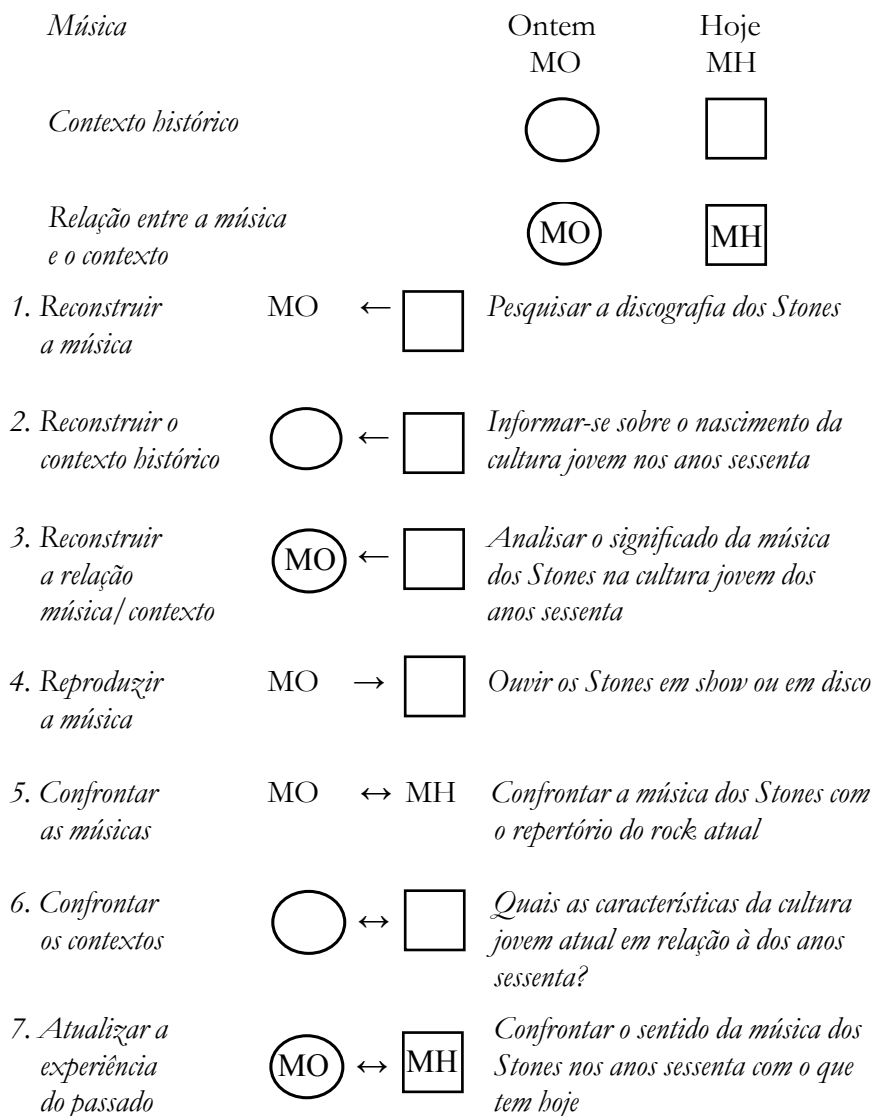 Música Ontem Hoje
MO MH
Contexto histórico
Relação entre a música
e o contexto MO MH
1. Reconstruir MO ← Pesquisar a discografia dos Stones
a música
2. Reconstruir o ← Informar-se sobre o nascimento da
contexto histórico cultura jovem nos anos sessenta
3. Reconstruir MO ← Analisar o significado da música
a relação dos Stones na cultura jovem dos
música/contexto anos sessenta
4. Reproduzir MO → Ouvir os Stones em show ou em disco
a música
5. Confrontar MO ↔ MH Confrontar a música dos Stones com
as músicas o repertório do rock atual
6. Confrontar ↔ Quais as características da cultura
os contextos jovem atual em relação à dos anos
sessenta?
7. Atualizar a Confrontar o sentido da música dos
experiência MO ↔ MH Stones nos anos sessenta com o que
do passado tem hoje